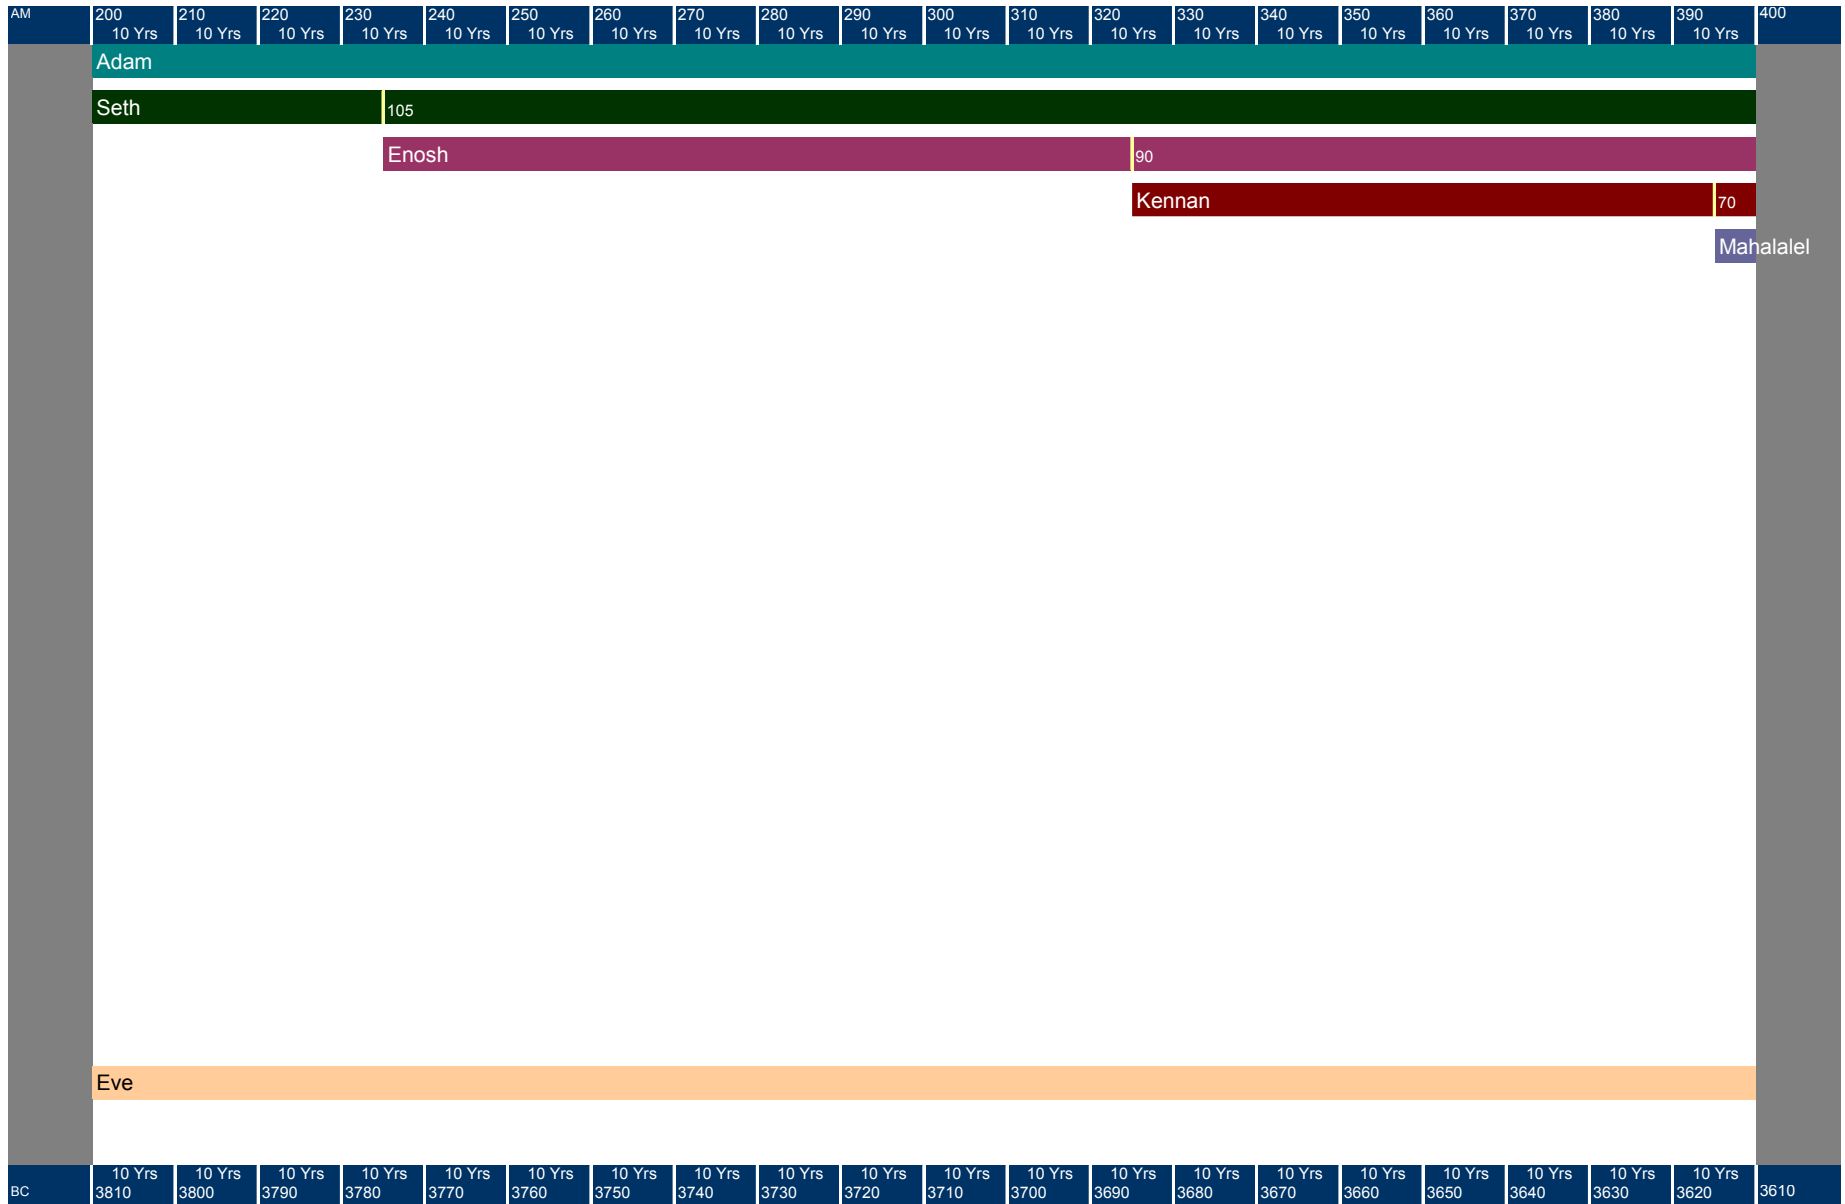 AM 200 210 220 230 240 250 260 270 280 290 300 310 320 330 340 350 360 370 380 390 400
10 Yrs 10 Yrs 10 Yrs 10 Yrs 10 Yrs 10 Yrs 10 Yrs 10 Yrs 10 Yrs 10 Yrs 10 Yrs 10 Yrs 10 Yrs 10 Yrs 10 Yrs 10 Yrs 10 Yrs 10 Yrs 10 Yrs 10 Yrs
Adam
Seth 105
Enosh 90
Kennan 70
Mahalalel
Eve
10 Yrs 10 Yrs 10 Yrs 10 Yrs 10 Yrs 10 Yrs 10 Yrs 10 Yrs 10 Yrs 10 Yrs 10 Yrs 10 Yrs 10 Yrs 10 Yrs 10 Yrs 10 Yrs 10 Yrs 10 Yrs 10 Yrs 10 Yrs
BC 3810 3800 3790 3780 3770 3760 3750 3740 3730 3720 3710 3700 3690 3680 3670 3660 3650 3640 3630 3620 3610